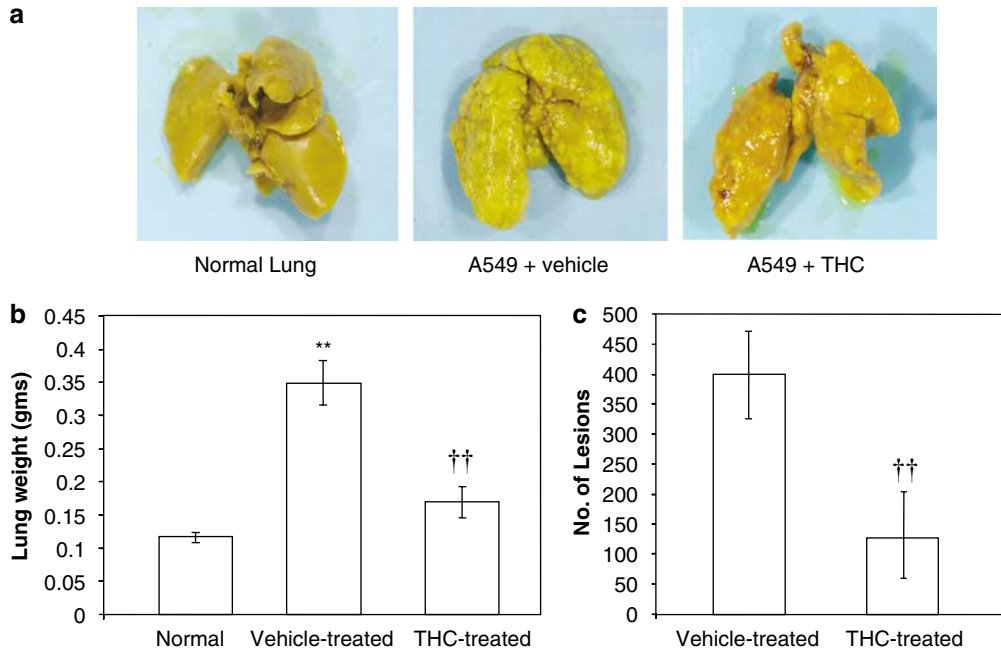 a
Normal Lung
A549 + vehicle
A549 + THC
b
Lung weight (gms)
0.45
0.4
0.35
0.3
0.25
0.2
0.15
0.1
0.05
0
**
††
Normal
Vehicle-treated
THC-treated
c
No. of Lesions
500
450
400
350
300
250
200
150
100
50
0
††
Vehicle-treated
THC-treated